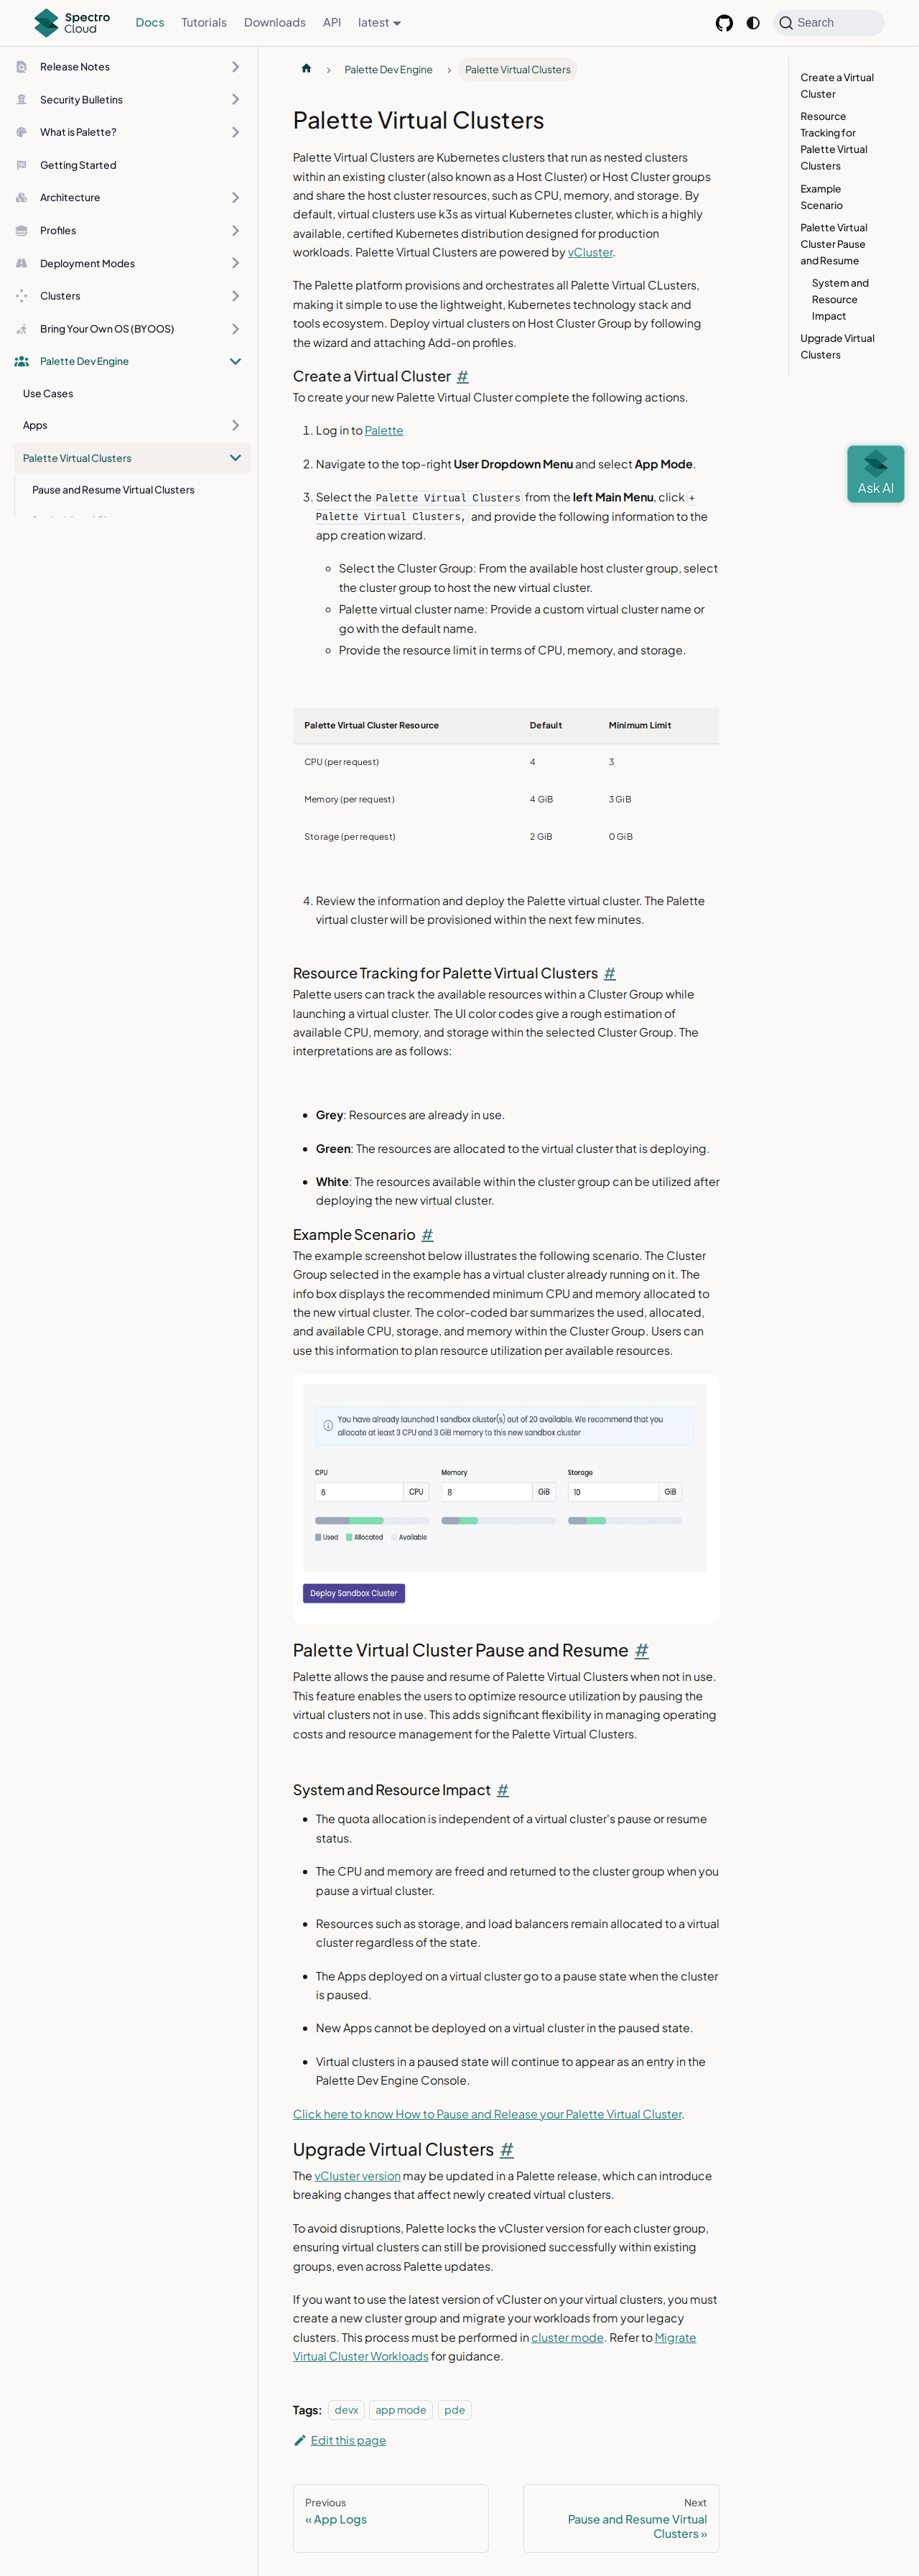 Spectro Cloud
Docs
Tutorials
Downloads
API
latest
Search
Release Notes
Security Bulletins
What is Palette?
Getting Started
Architecture
Profiles
Deployment Modes
Clusters
Bring Your Own OS (BYOOS)
Palette Dev Engine
Use Cases
Apps
Palette Virtual Clusters
Pause and Resume Virtual Clusters
Palette Dev Engine
Palette Virtual Clusters
Palette Virtual Clusters
Palette Virtual Clusters are Kubernetes clusters that run as nested clusters
within an existing cluster (also known as a Host Cluster) or Host Cluster groups
and share the host cluster resources, such as CPU, memory, and storage. By
default, virtual clusters use k3s as virtual Kubernetes cluster, which is a highly
available, certified Kubernetes distribution designed for production
workloads. Palette Virtual Clusters are powered by vCluster.
The Palette platform provisions and orchestrates all Palette Virtual CLusters,
making it simple to use the lightweight, Kubernetes technology stack and
tools ecosystem. Deploy virtual clusters on Host Cluster Group by following
the wizard and attaching Add-on profiles.
Create a Virtual Cluster #
To create your new Palette Virtual Cluster complete the following actions.
1. Log in to Palette
2. Navigate to the top-right User Dropdown Menu and select App Mode.
3. Select the Palette Virtual Clusters from the left Main Menu, click +
Palette Virtual Clusters, and provide the following information to the
app creation wizard.
Select the Cluster Group: From the available host cluster group, select
the cluster group to host the new virtual cluster.
Palette virtual cluster name: Provide a custom virtual cluster name or
go with the default name.
Provide the resource limit in terms of CPU, memory, and storage.
Palette Virtual Cluster Resource Default Minimum Limit
CPU (per request) 4 3
Memory (per request) 4 GiB 3 GiB
Storage (per request) 2 GiB 0 GiB
4. Review the information and deploy the Palette virtual cluster. The Palette
virtual cluster will be provisioned within the next few minutes.
Resource Tracking for Palette Virtual Clusters #
Palette users can track the available resources within a Cluster Group while
launching a virtual cluster. The UI color codes give a rough estimation of
available CPU, memory, and storage within the selected Cluster Group. The
interpretations are as follows:
Grey: Resources are already in use.
Green: The resources are allocated to the virtual cluster that is deploying.
White: The resources available within the cluster group can be utilized after
deploying the new virtual cluster.
Example Scenario #
The example screenshot below illustrates the following scenario. The Cluster
Group selected in the example has a virtual cluster already running on it. The
info box displays the recommended minimum CPU and memory allocated to
the new virtual cluster. The color-coded bar summarizes the used, allocated,
and available CPU, storage, and memory within the Cluster Group. Users can
use this information to plan resource utilization per available resources.
You have already launched 1 sandbox cluster(s) out of 20 available. We recommend that you
allocate at least 3 CPU and 3 GiB memory to this new sandbox cluster
CPU Memory Storage
6 CPU 8 GiB 10 GiB
Used Allocated Available
Deploy Sandbox Cluster
Palette Virtual Cluster Pause and Resume #
Palette allows the pause and resume of Palette Virtual Clusters when not in use.
This feature enables the users to optimize resource utilization by pausing the
virtual clusters not in use. This adds significant flexibility in managing operating
costs and resource management for the Palette Virtual Clusters.
System and Resource Impact #
The quota allocation is independent of a virtual cluster's pause or resume
status.
The CPU and memory are freed and returned to the cluster group when you
pause a virtual cluster.
Resources such as storage, and load balancers remain allocated to a virtual
cluster regardless of the state.
The Apps deployed on a virtual cluster go to a pause state when the cluster
is paused.
New Apps cannot be deployed on a virtual cluster in the paused state.
Virtual clusters in a paused state will continue to appear as an entry in the
Palette Dev Engine Console.
Click here to know How to Pause and Release your Palette Virtual Cluster.
Upgrade Virtual Clusters #
The vCluster version may be updated in a Palette release, which can introduce
breaking changes that affect newly created virtual clusters.
To avoid disruptions, Palette locks the vCluster version for each cluster group,
ensuring virtual clusters can still be provisioned successfully within existing
groups, even across Palette updates.
If you want to use the latest version of vCluster on your virtual clusters, you must
create a new cluster group and migrate your workloads from your legacy
clusters. This process must be performed in cluster mode. Refer to Migrate
Virtual Cluster Workloads for guidance.
Tags: devx app mode pde
Edit this page
Previous
« App Logs
Next
Pause and Resume Virtual
Clusters »
Create a Virtual
Cluster
Resource
Tracking for
Palette Virtual
Clusters
Example
Scenario
Palette Virtual
Cluster Pause
and Resume
System and
Resource
Impact
Upgrade Virtual
Clusters
Ask AI